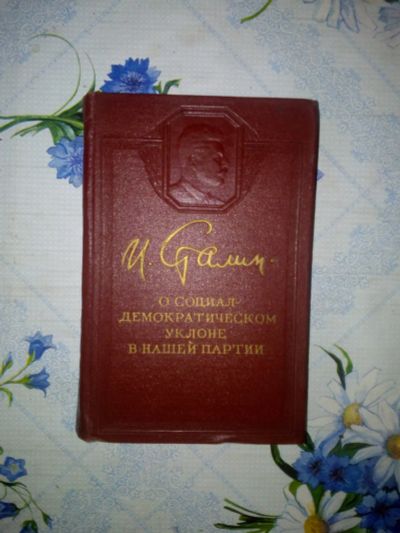 И. Сталин
О СОЦИАЛ-
ДЕМОКРАТИЧЕСКОМ
УКЛОНЕ
В НАШЕЙ ПАРТИИ